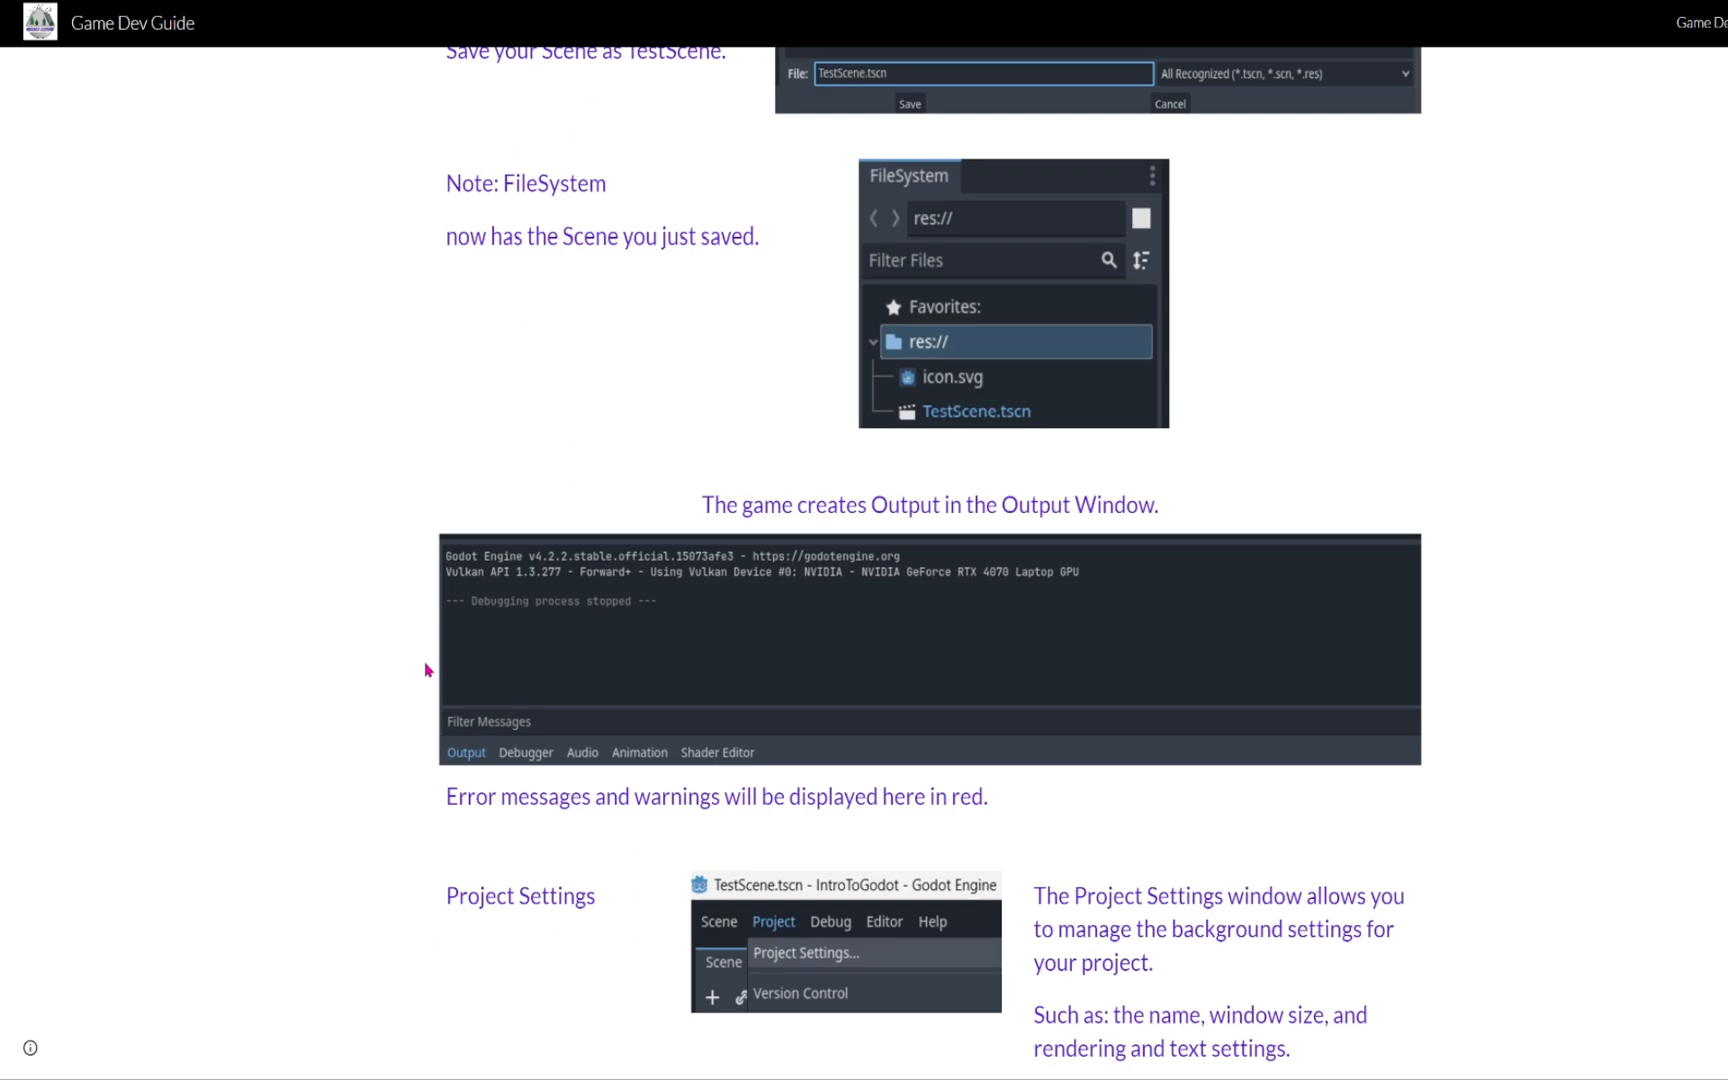 Game Dev Guide
Game De
Save your Scene as TestScene.
File: TestScene.tscn All Recognized (*.tscn, *.scn, *.res)
Save Cancel
Note: FileSystem
now has the Scene you just saved.
FileSystem
res://
Filter Files
Favorites:
res://
icon.svg
TestScene.tscn
The game creates Output in the Output Window.
Godot Engine v4.2.2.stable.official.15073afe3 - https://godotengine.org
Vulkan API 1.3.277 - Forward+ - Using Vulkan Device #0: NVIDIA - NVIDIA GeForce RTX 4070 Laptop GPU
--- Debugging process stopped ---
Filter Messages
Output Debugger Audio Animation Shader Editor
Error messages and warnings will be displayed here in red.
Project Settings
TestScene.tscn - IntroToGodot - Godot Engine
Scene Project Debug Editor Help
Project Settings...
Scene
Version Control
The Project Settings window allows you
to manage the background settings for
your project.
Such as: the name, window size, and
rendering and text settings.